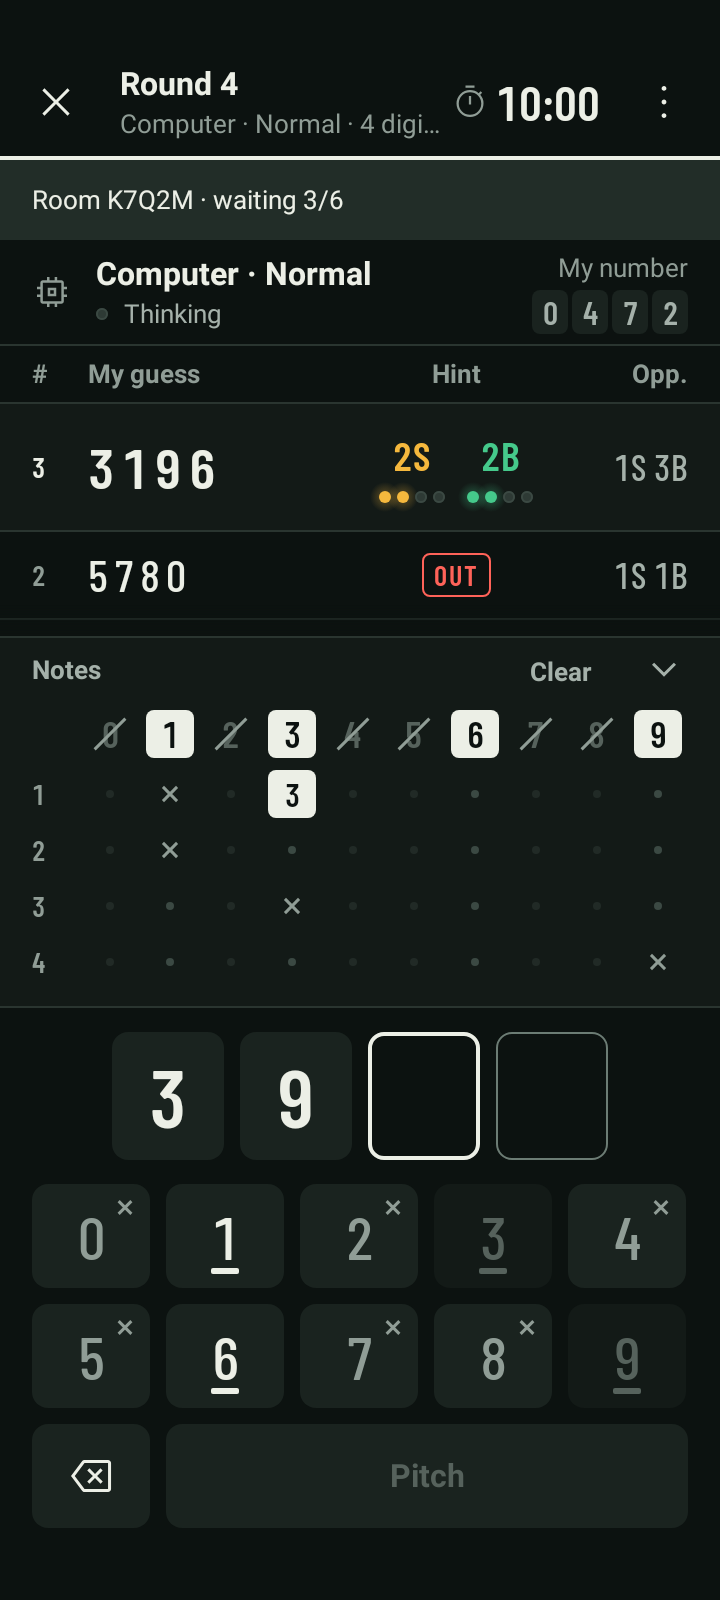 Round 4
Computer · Normal · 4 digi...
10:00
Room K7Q2M · waiting 3/6
Computer · Normal
Thinking
My number
0 4 7 2
# My guess Hint Opp.
3 3196 2S 2B 1S 3B
2 5780 OUT 1S 1B
Notes Clear
0 1 2 3 4 5 6 7 8 9
1 × 3
2 ×
3 ×
4 ×
3 9
0 × 1 2 × 3 4 ×
5 × 6 7 × 8 × 9
Pitch